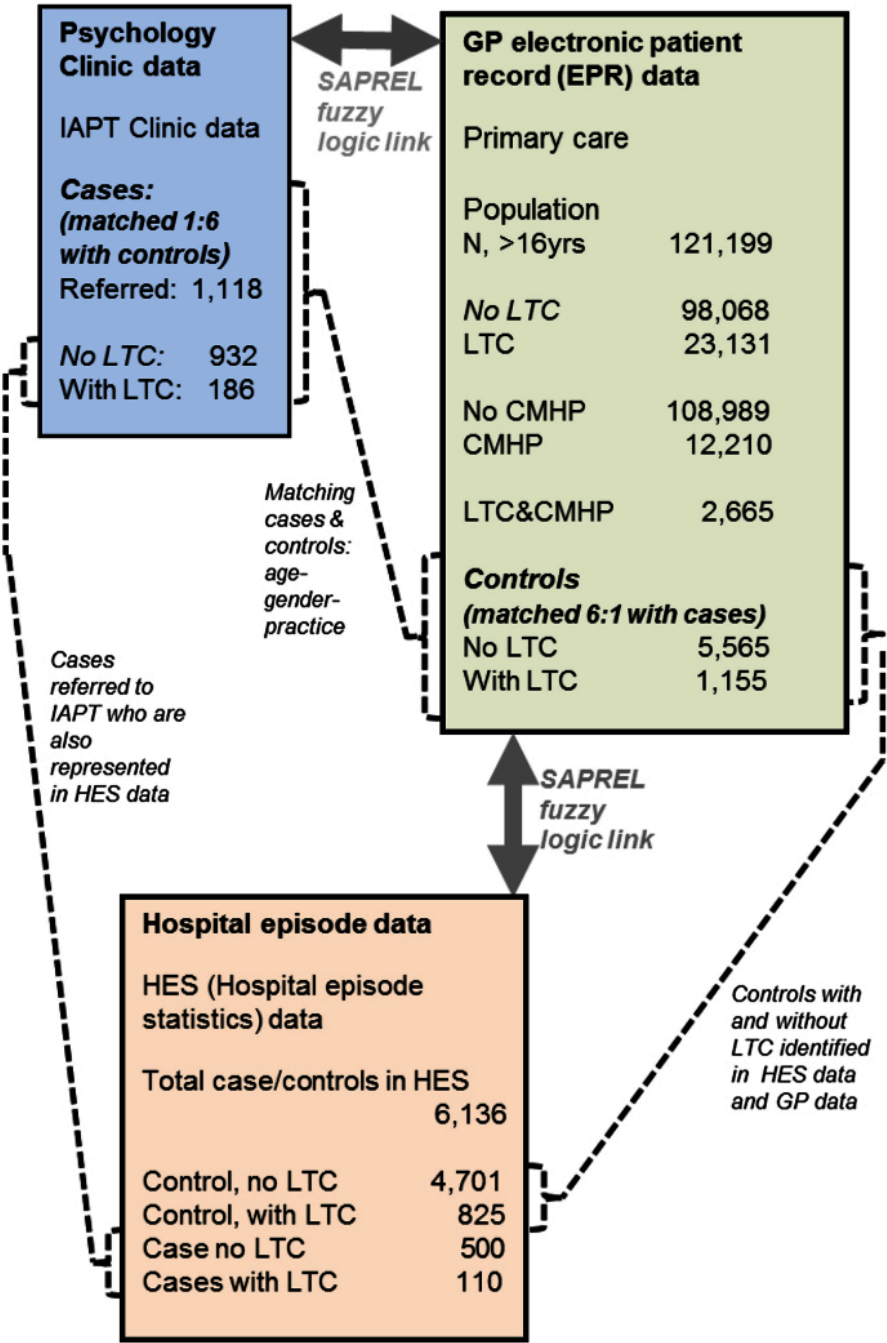 Psychology
Clinic data
IAPT Clinic data
Cases:
(matched 1:6
with controls)
Referred: 1,118
No LTC: 932
With LTC: 186
SAPREL
fuzzy
logic link
GP electronic patient
record (EPR) data
Primary care
Population
N, >16yrs 121,199
No LTC 98,068
LTC 23,131
No CMHP 108,989
CMHP 12,210
LTC&CMHP 2,665
Controls
(matched 6:1 with cases)
No LTC 5,565
With LTC 1,155
Matching
cases &
controls:
age-
gender-
practice
Cases
referred to
IAPT who are
also
represented
in HES data
SAPREL
fuzzy
logic link
Hospital episode data
HES (Hospital episode
statistics) data
Total case/controls in HES
6,136
Control, no LTC 4,701
Control, with LTC 825
Case no LTC 500
Cases with LTC 110
Controls with
and without
LTC identified
in HES data
and GP data